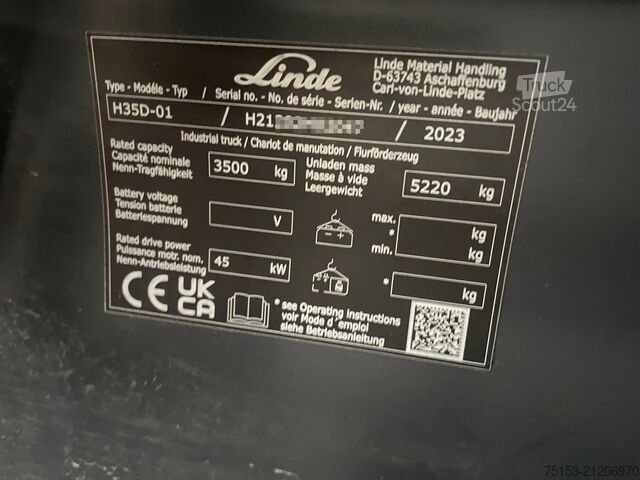 Linde
Linde Material Handling
D-63743 Aschaffenburg
Carl-von-Linde-Platz
Truck
Scout24
Type - Modéle - Typ / Serial no. - No. de série - Serien-Nr. / year - année - Baujahr
H35D-01 / H21 / 2023
Industrial truck / Chariot de manutation / Flurförderzeug
Rated capacity
Capacité nominale
Nenn-Tragfähigkeit
3500 kg
Unladen mass
Masse à vide
Leergewicht
5220 kg
Battery voltage
Tension batterie
Batteriespannung
V
- +
max.
* kg
min. kg
Rated drive power
Puissance motr. nom.
Nenn-Antriebsleistung
45 kW
* kg
CE UK
CA
* see Operating instructions
voir Mode d'emploi
siehe Betriebsanleitung
75153-21206970